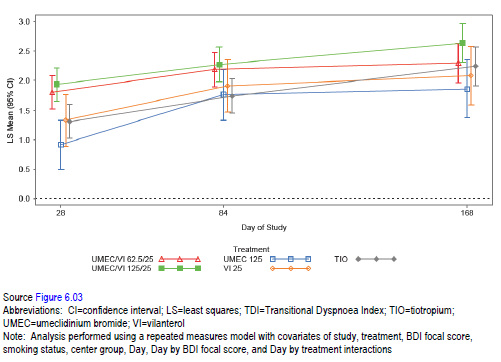 3.0
2.5
2.0
1.5
1.0
0.5
0.0
LS Mean (95% CI)
28 84 168
Day of Study
Treatment
UMEC/VI 62.5/25 UMEC 125 TIO
UMEC/VI 125/25 VI 25
Source Figure 6.03
Abbreviations: CI=confidence interval; LS=least squares; TDI=Transitional Dyspnoea Index; TIO=tiotropium;
UMEC=umeclidinium bromide; VI=vilanterol
Note: Analysis performed using a repeated measures model with covariates of study, treatment, BDI focal score,
smoking status, center group, Day, Day by BDI focal score, and Day by treatment interactions